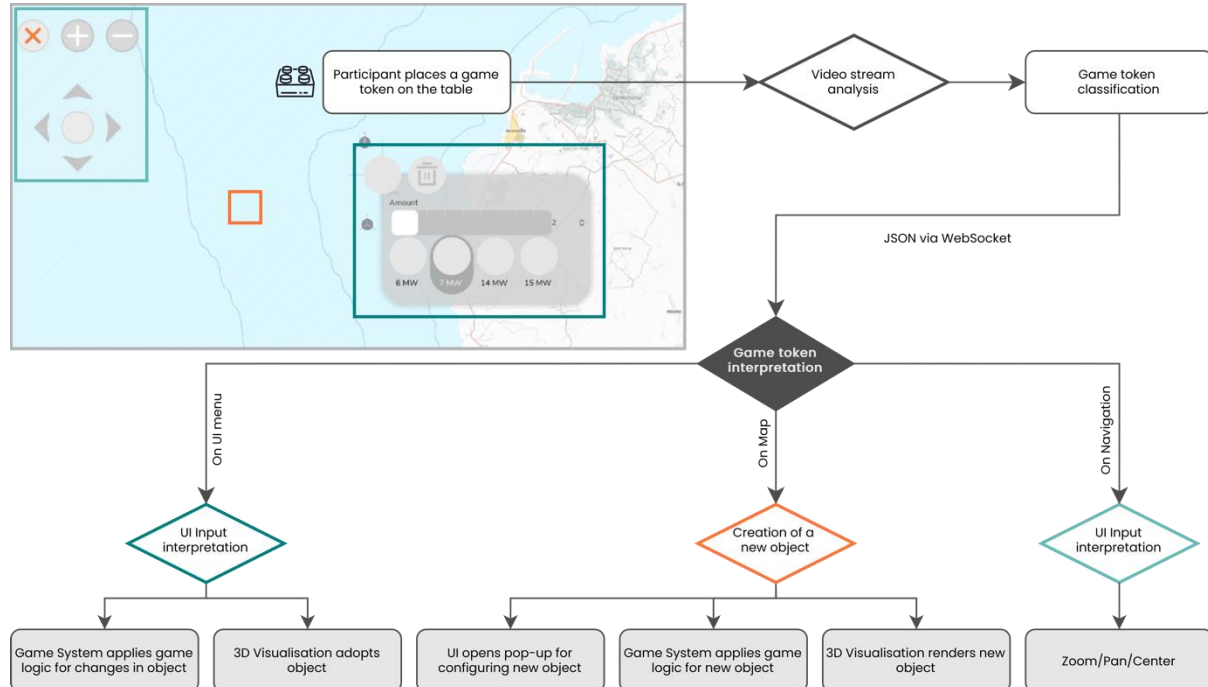 Participant places a game
token on the table
Video stream
analysis
Game token
classification
Amount
2
6 MW
7 MW
14 MW
15 MW
JSON via WebSocket
Game token
interpretation
On UI menu
On Map
On Navigation
UI Input
interpretation
Creation of a
new object
UI Input
interpretation
Game System applies game
logic for changes in object
3D Visualisation adopts
object
UI opens pop-up for
configuring new object
Game System applies game
logic for new object
3D Visualisation renders new
object
Zoom/Pan/Center